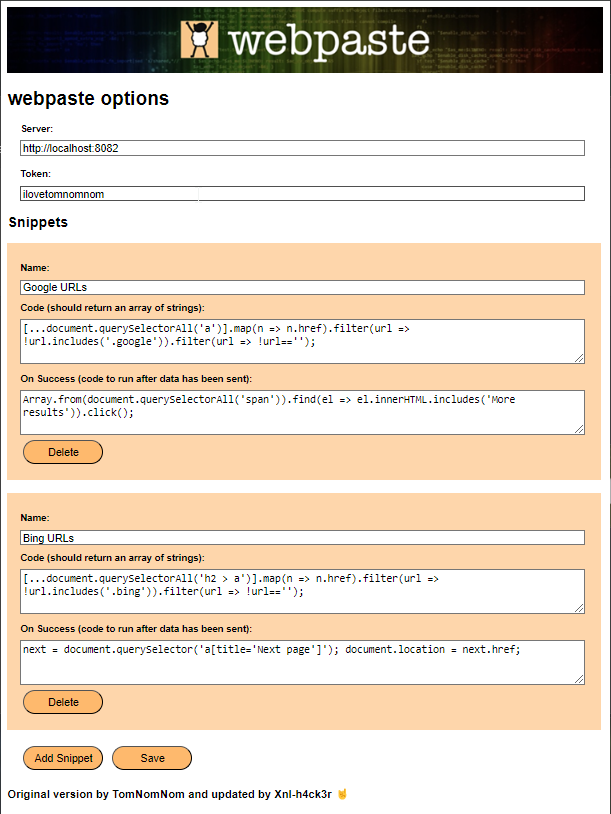 webpaste
webpaste options
Server:
http://localhost:8082
Token:
ilovetomnomnom
Snippets
Name:
Google URLs
Code (should return an array of strings):
[...document.querySelectorAll('a')].map(n => n.href).filter(url =>
!url.includes('.google')).filter(url => !url=='');
On Success (code to run after data has been sent):
Array.from(document.querySelectorAll('span')).find(el => el.innerHTML.includes('More
results')).click();
Delete
Name:
Bing URLs
Code (should return an array of strings):
[...document.querySelectorAll('h2 > a')].map(n => n.href).filter(url =>
!url.includes('.bing')).filter(url => !url=='');
On Success (code to run after data has been sent):
next = document.querySelector('a[title='Next page']'); document.location = next.href;
Delete
Add Snippet Save
Original version by TomNomNom and updated by Xnl-h4ck3r 🤘